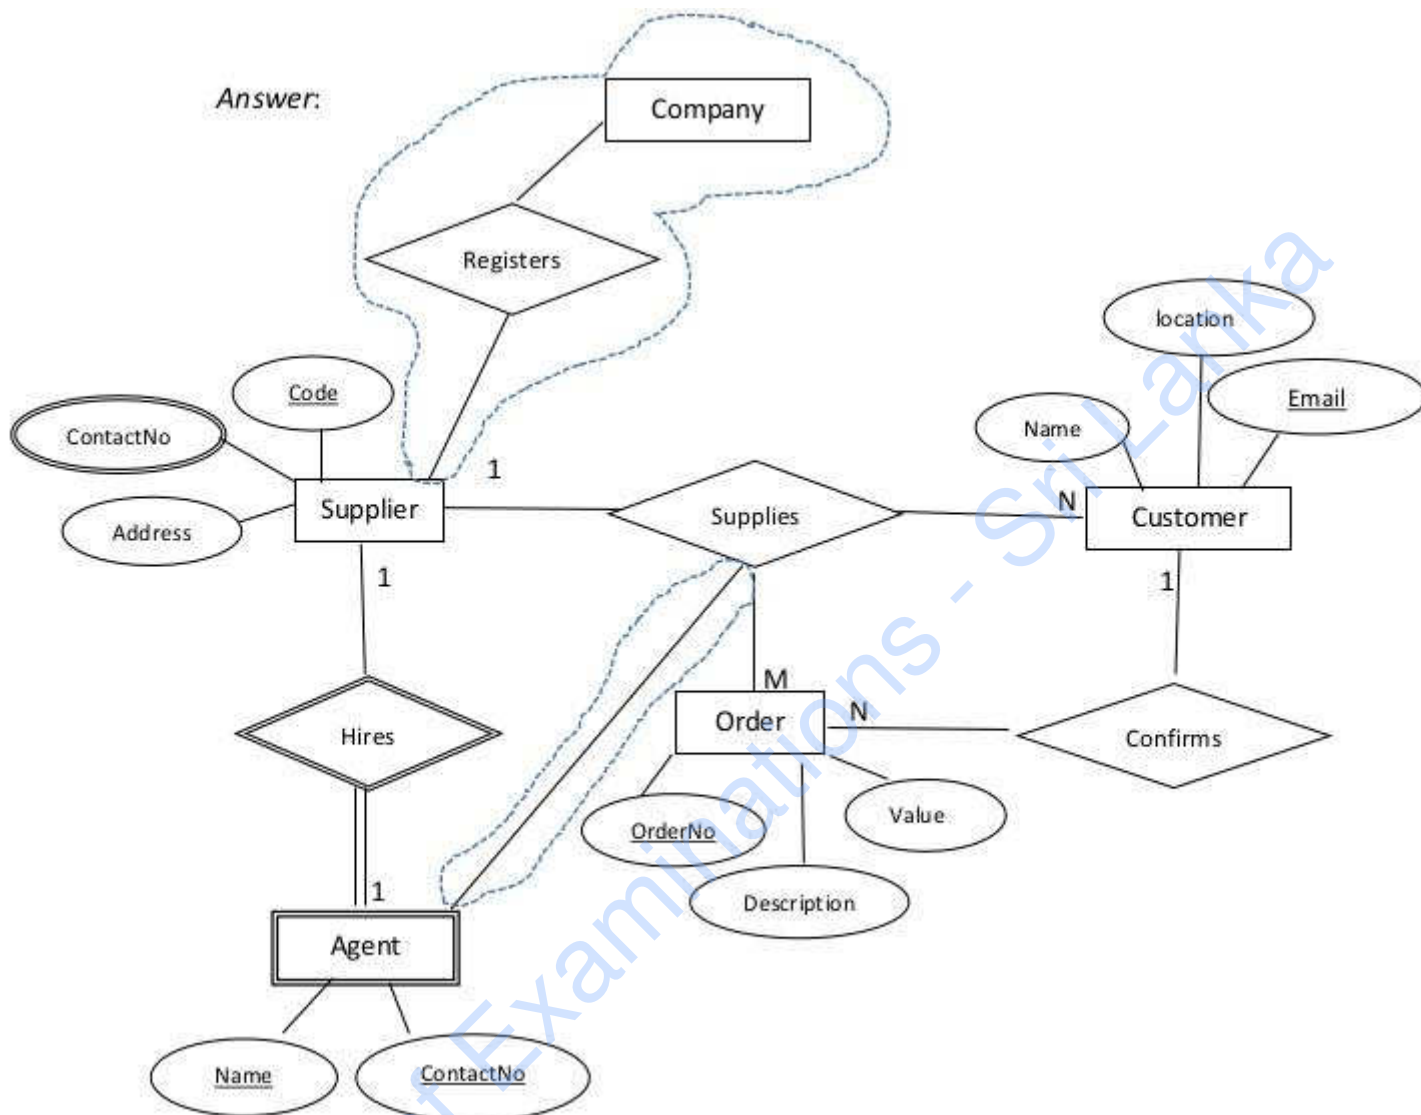 Answer:
Company
Registers
location
Code
Email
ContactNo
Name
1
Supplier
Supplies
N
Customer
Address
1
1
M
Order
N
Hires
Confirms
OrderNo
Value
1
Description
Agent
Name
ContactNo
f Examinations - Sri Lanka